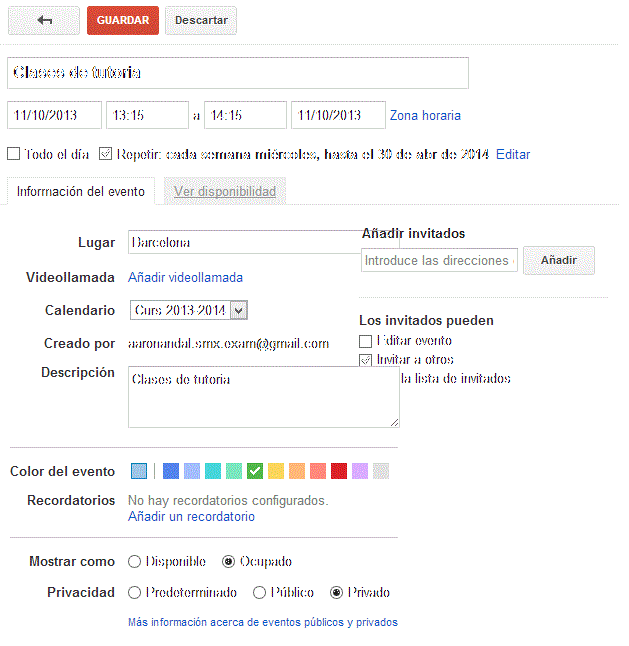 GUARDAR Descartar
Clases de tutoria
11/10/2013 13:15 a 14:15 11/10/2013 Zona horaria
Todo el día Repetir: cada semana miércoles, hasta el 30 de abr de 2014 Editar
Informnación del evento Ver disponibilidad
Añadir invitados
Lugar Barcelona
Introduce las direcciones Añadir
Videollamada Añadir videollamada
Calendario Curs 2013-2014
Los invitados pueden
Creado por aaronandal.smx.exam@gmail.com
Editar evento
Invitar a otros
Descripción Clases de tutoria
la lista de invitados
Color del evento
Recordatorios No hay recordatorios configurados.
Añadir un recordatorio
Mostrar como Disponible Ocupado
Privacidad Predeterminado Público Privado
Más información acerca de eventos públicos y privados